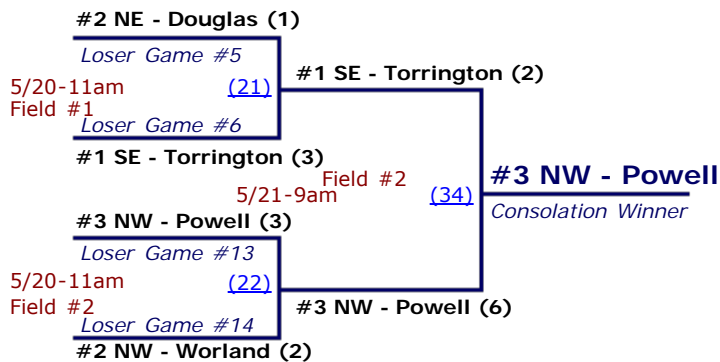 #2 NE - Douglas (1)
Loser Game #5
5/20-11am
Field #1
(21)
#1 SE - Torrington (2)
Loser Game #6
#1 SE - Torrington (3)
Field #2
5/21-9am
(34)
#3 NW - Powell
Consolation Winner
#3 NW - Powell (3)
Loser Game #13
5/20-11am
Field #2
(22)
#3 NW - Powell (6)
Loser Game #14
#2 NW - Worland (2)